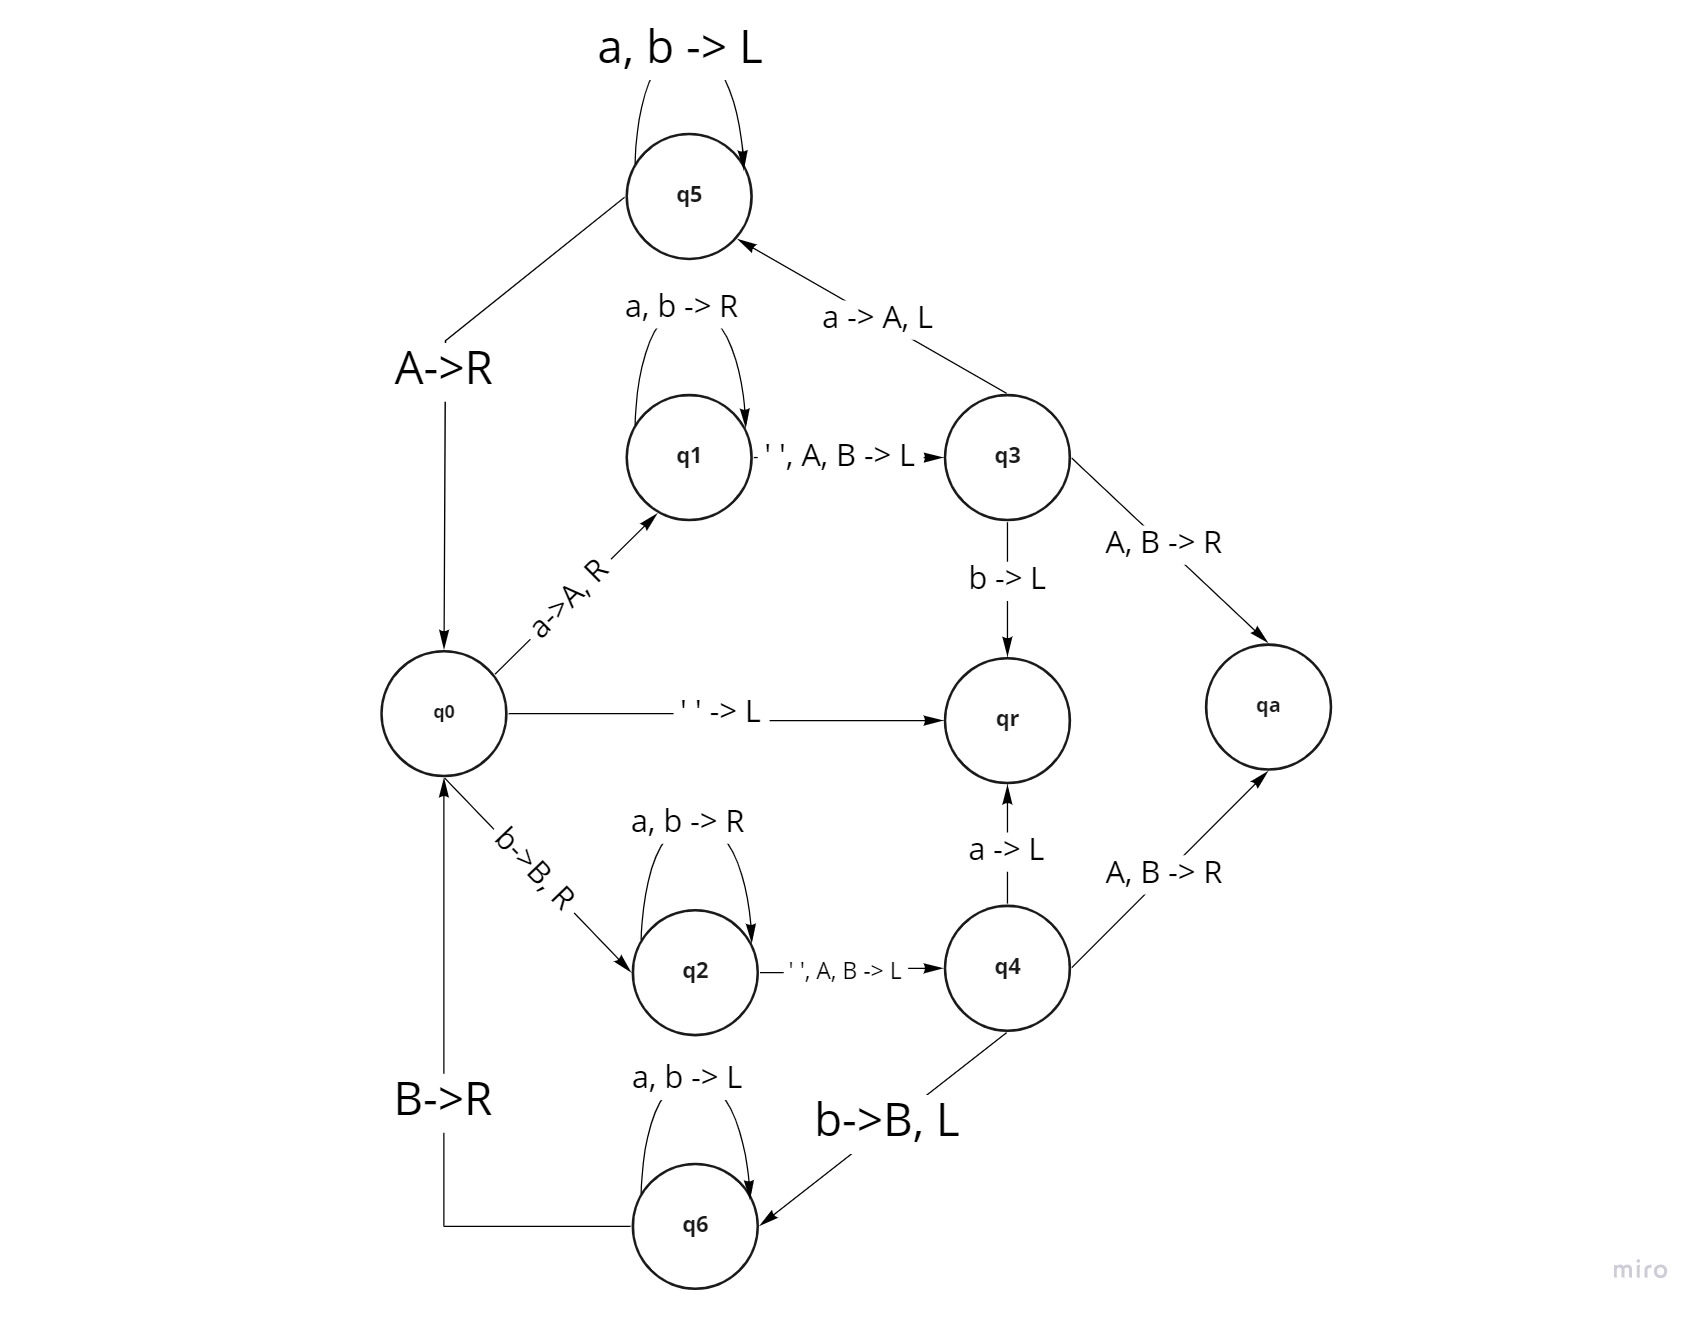 a, b -> L
q5
a, b -> R
a -> A, L
A->R
q1
' ', A, B -> L
q3
A, B -> R
b -> L
a->A, R
q0
' ' -> L
qr
qa
a, b -> R
b->B, R
a -> L
A, B -> R
q2
' ', A, B -> L
q4
a, b -> L
B->R
b->B, L
q6
miro